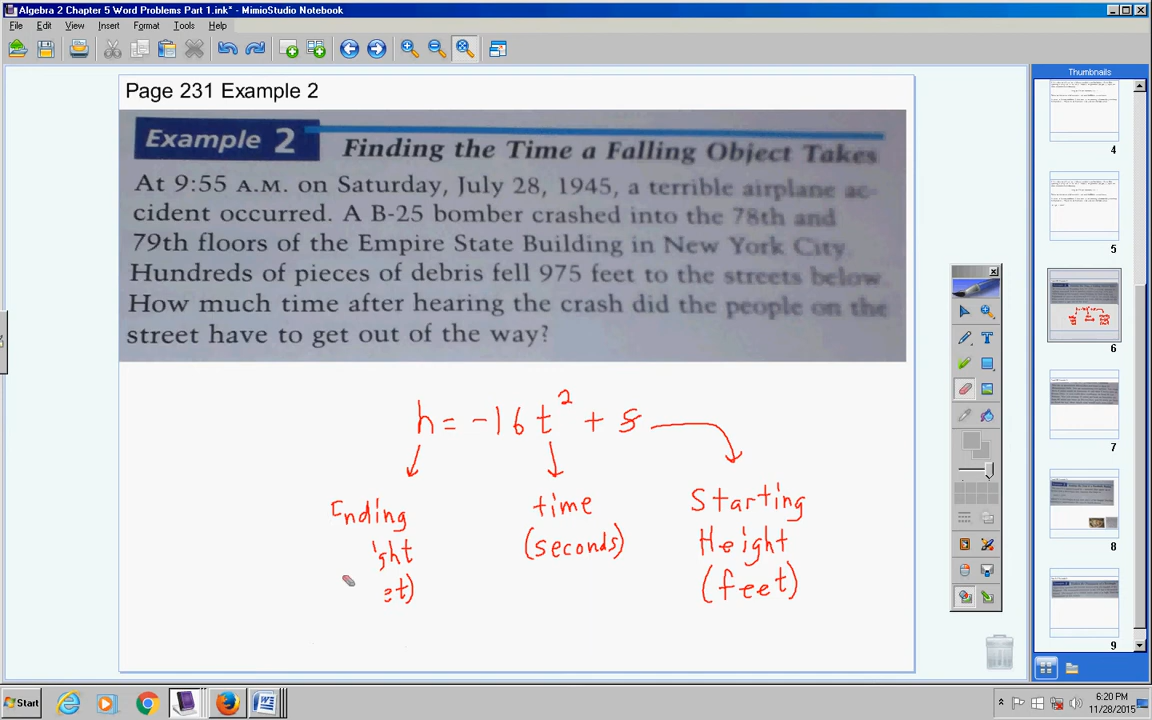 Algebra 2 Chapter 5 Word Problems Part 1.ink* - MimioStudio Notebook
File Edit View Insert Format Tools Help
Page 231 Example 2
Example 2 Finding the Time a Falling Object Takes
At 9:55 A.M. on Saturday, July 28, 1945, a terrible airplane ac-
cident occurred. A B-25 bomber crashed into the 78th and
79th floors of the Empire State Building in New York City.
Hundreds of pieces of debris fell 975 feet to the streets below.
How much time after hearing the crash did the people on the
street have to get out of the way?
h = -16t² + s
Ending time Starting
ight (seconds) Height
et) (feet)
Thumbnails
4
5
6
7
8
9
Start
6:20 PM
11/28/2015